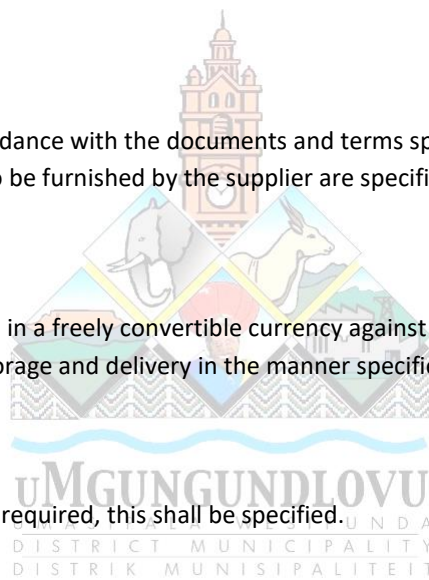 dance with the documents and terms sp
be furnished by the supplier are specifi
in a freely convertible currency against
orage and delivery in the manner specifie
required, this shall be specified.
UMGUNGUNDLOVU
DISTRICT MUNICIPALITY
DISTRIK MUNISIPALITEIT